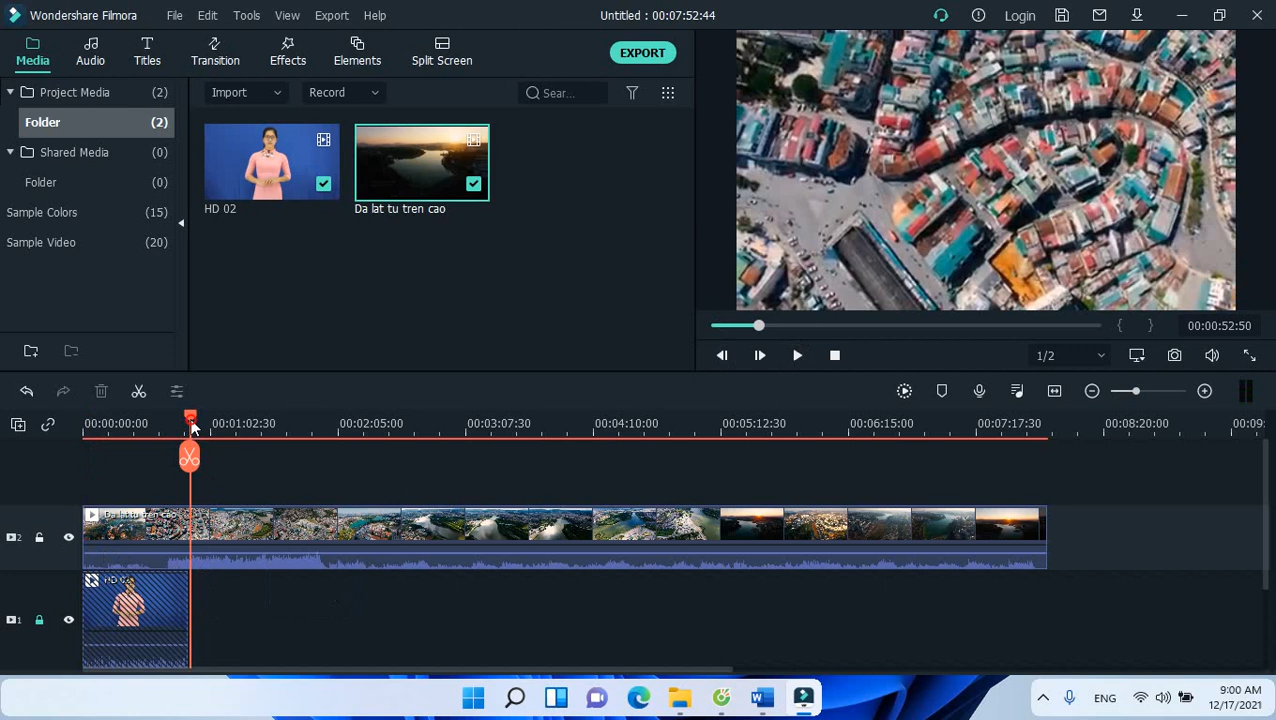 Wondershare Filmora File Edit Tools View Export Help Untitled : 00:07:52:44 Login
Media Audio Titles Transition Effects Elements Split Screen EXPORT
Project Media (2)
Folder (2)
Shared Media (0)
Folder (0)
Sample Colors (15)
Sample Video (20)
Import Record Sear...
HD 02 Da lat tu tren cao
{ } 00:00:52:50
1/2
00:00:00:00 00:01:02:30 00:02:05:00 00:03:07:30 00:04:10:00 00:05:12:30 00:06:15:00 00:07:17:30 00:08:20:00 00:09:
Da lat tu tren cao
2
HD 02
1
ENG 9:00 AM
12/17/2021